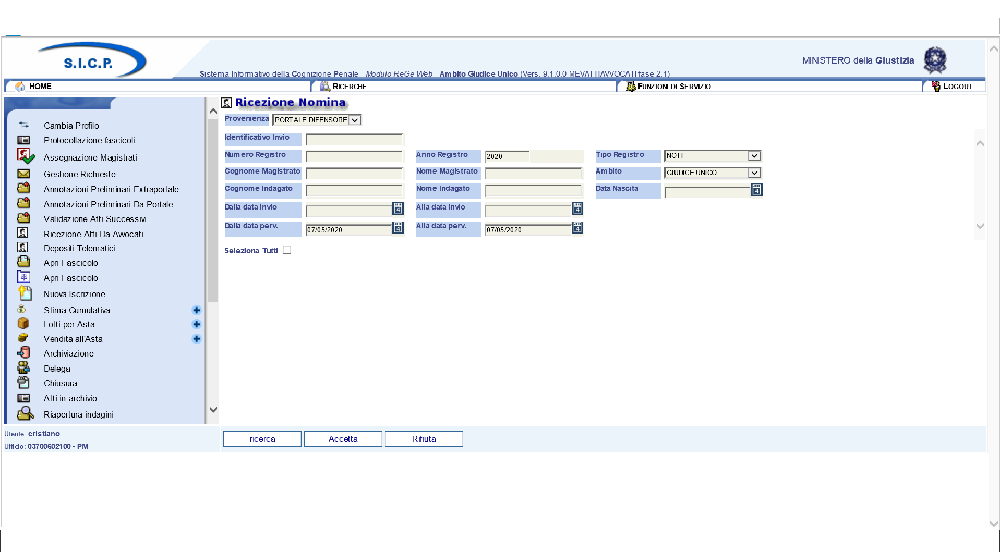 S.I.C.P.
MINISTERO della Giustizia
Sistema Informativo della Cognizione Penale - Modulo ReGe Web - Ambito Giudice Unico (Vers. 9.1.0.0 MEVATTIAVVOCATI fase 2.1)
HOME RICERCHE FUNZIONI DI SERVIZIO LOGOUT
Ricezione Nomina
Provenienza PORTALE DIFENSORE
Identificativo Invio
Numero Registro Anno Registro 2020 Tipo Registro NOTI
Cognome Magistrato Nome Magistrato Ambito GIUDICE UNICO
Cognome Indagato Nome Indagato Data Nascita 4
Dalla data invio 4 Alla data invio 4
Dalla data perv. 07/05/2020 4 Alla data perv. 07/05/2020 4
Seleziona Tutti
Cambia Profilo
Protocollazione fascicoli
Assegnazione Magistrati
Gestione Richieste
Annotazioni Preliminari Extraportale
Annotazioni Preliminari Da Portale
Validazione Atti Successivi
Ricezione Atti Da Avvocati
Depositi Telematici
Apri Fascicolo
Apri Fascicolo
Nuova Iscrizione
Stima Cumulativa
Lotti per Asta
Vendita all'Asta
Archiviazione
Delega
Chiusura
Atti in archivio
Riapertura indagini
Utente: cristiano
Ufficio: 03700602100 - PM
ricerca Accetta Rifiuta